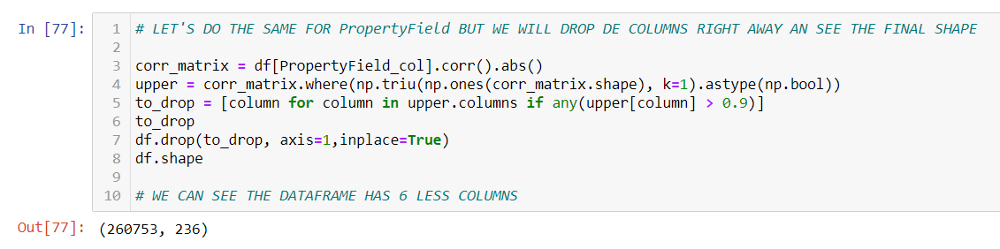 In [77]:
1 # LET'S DO THE SAME FOR PropertyField BUT WE WILL DROP DE COLUMNS RIGHT AWAY AN SEE THE FINAL SHAPE
2
3 corr_matrix = df[PropertyField_col].corr().abs()
4 upper = corr_matrix.where(np.triu(np.ones(corr_matrix.shape), k=1).astype(np.bool))
5 to_drop = [column for column in upper.columns if any(upper[column] > 0.9)]
6 to_drop
7 df.drop(to_drop, axis=1,inplace=True)
8 df.shape
9
10 # WE CAN SEE THE DATAFRAME HAS 6 LESS COLUMNS
Out[77]: (260753, 236)